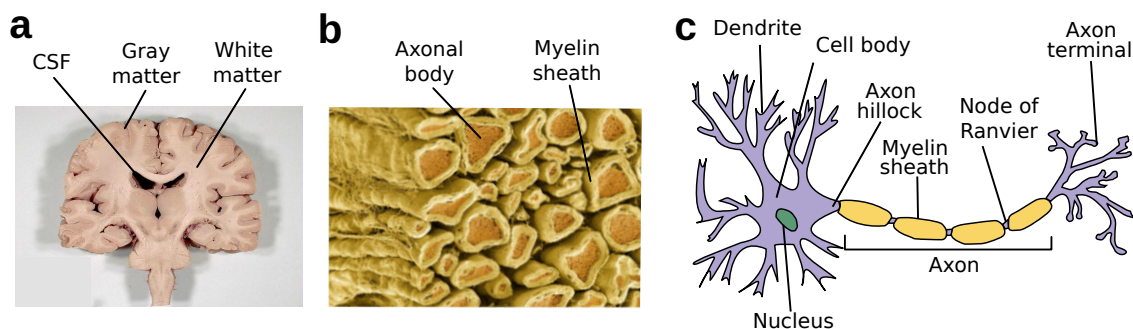 a
CSF
Gray
matter
White
matter
b
Axonal
body
Myelin
sheath
c
Dendrite
Cell body
Axon
hillock
Myelin
sheath
Node of
Ranvier
Axon
terminal
Axon
Nucleus